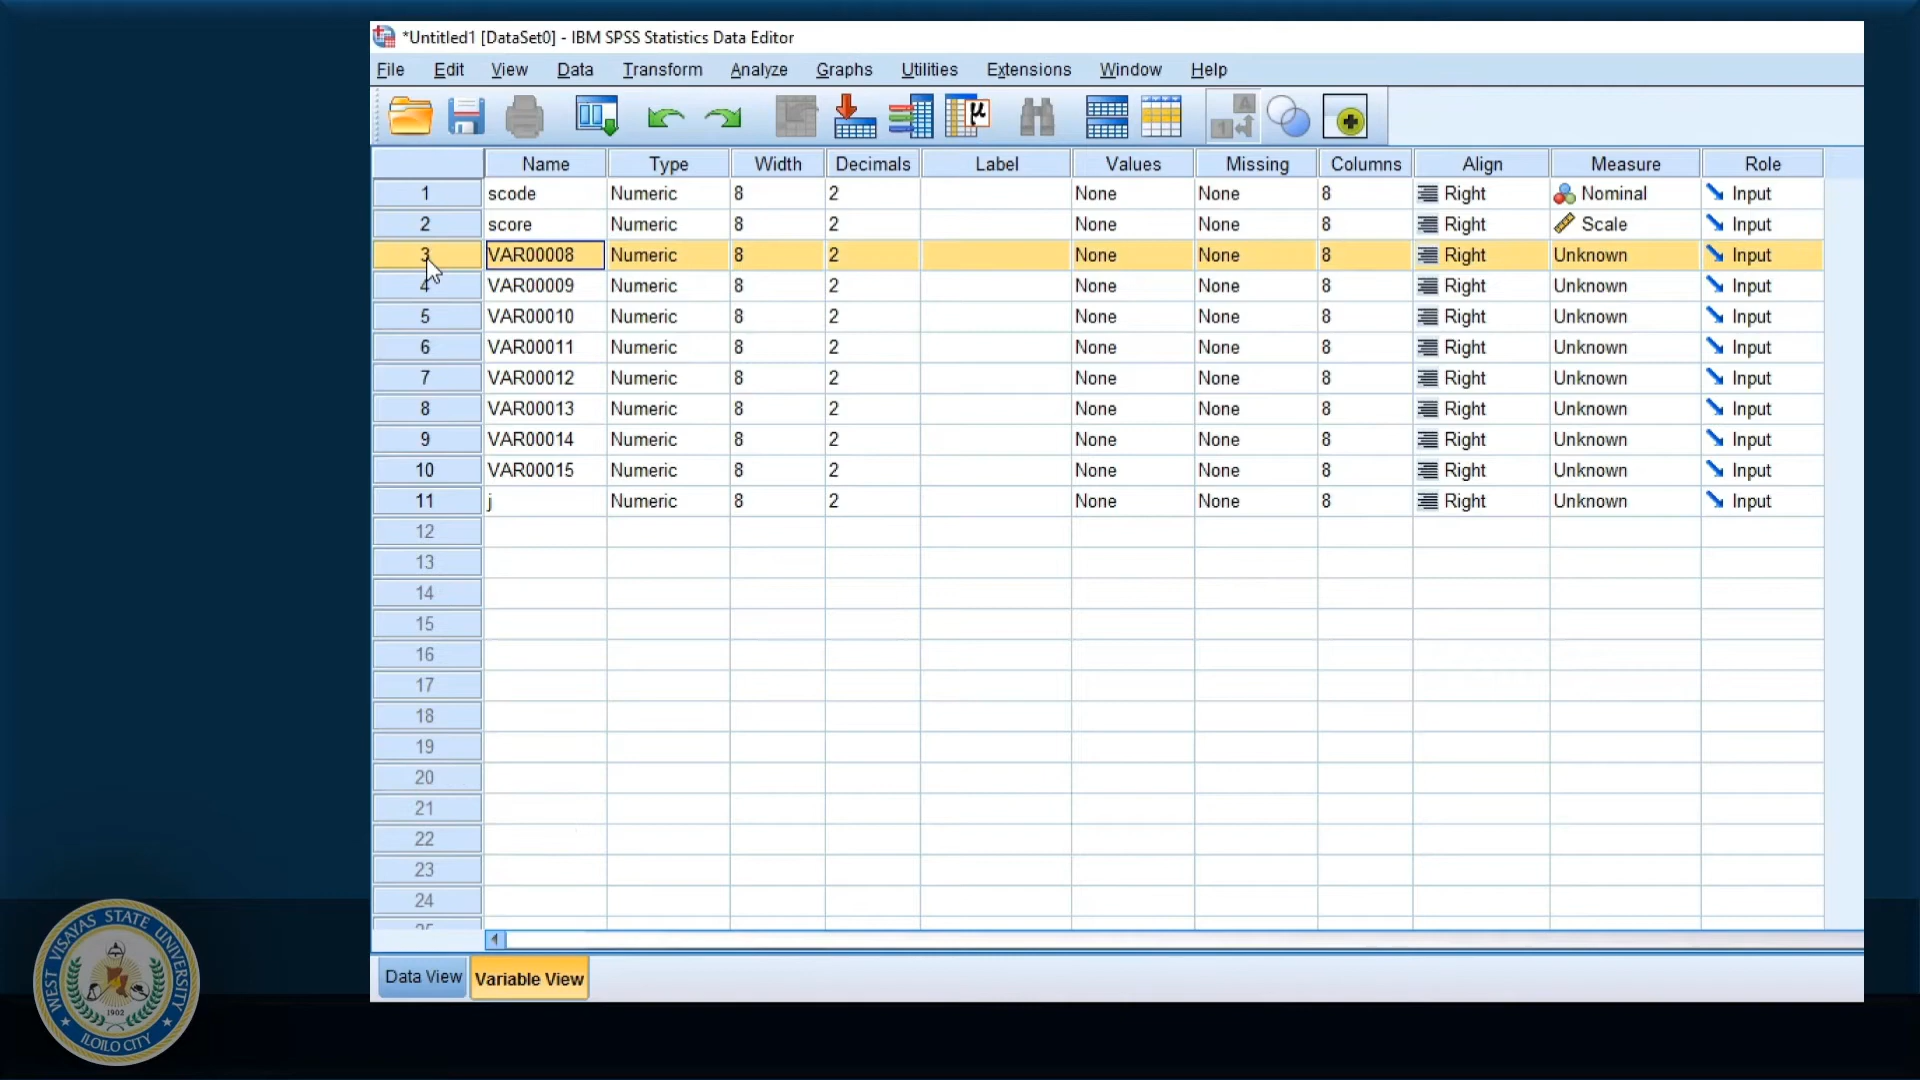 *Untitled1 [DataSet0] - IBM SPSS Statistics Data Editor
File Edit View Data Transform Analyze Graphs Utilities Extensions Window Help
Name Type Width Decimals Label Values Missing Columns Align Measure Role
1 scode Numeric 8 2 None None 8 Right Nominal Input
2 score Numeric 8 2 None None 8 Right Scale Input
3 VAR00008 Numeric 8 2 None None 8 Right Unknown Input
4 VAR00009 Numeric 8 2 None None 8 Right Unknown Input
5 VAR00010 Numeric 8 2 None None 8 Right Unknown Input
6 VAR00011 Numeric 8 2 None None 8 Right Unknown Input
7 VAR00012 Numeric 8 2 None None 8 Right Unknown Input
8 VAR00013 Numeric 8 2 None None 8 Right Unknown Input
9 VAR00014 Numeric 8 2 None None 8 Right Unknown Input
10 VAR00015 Numeric 8 2 None None 8 Right Unknown Input
11 j Numeric 8 2 None None 8 Right Unknown Input
12
13
14
15
16
17
18
19
20
21
22
23
24
Data View Variable View
WEST VISAYAS STATE UNIVERSITY
1902
ILOILO CITY